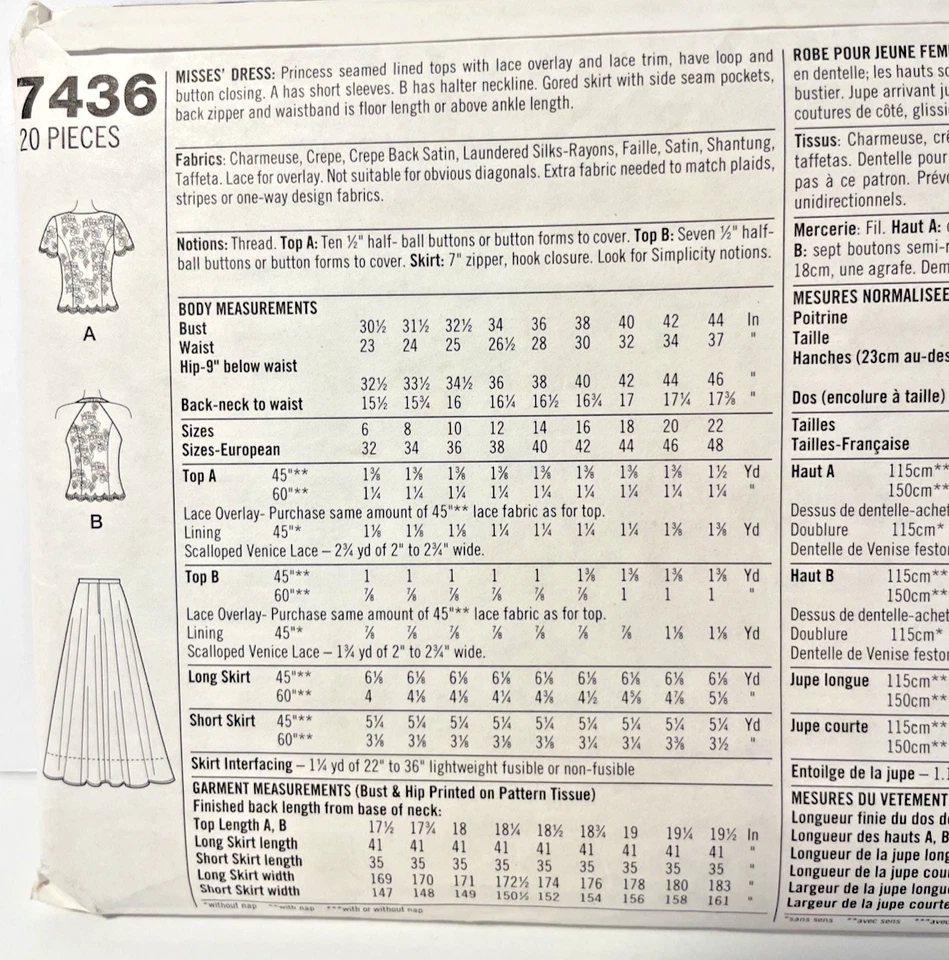 7436
20 PIECES
A
B
MISSES' DRESS: Princess seamed lined tops with lace overlay and lace trim, have loop and
button closing. A has short sleeves. B has halter neckline. Gored skirt with side seam pockets,
back zipper and waistband is floor length or above ankle length.
Fabrics: Charmeuse, Crepe, Crepe Back Satin, Laundered Silks-Rayons, Faille, Satin, Shantung,
Taffeta. Lace for overlay. Not suitable for obvious diagonals. Extra fabric needed to match plaids,
stripes or one-way design fabrics.
Notions: Thread. Top A: Ten ½" half- ball buttons or button forms to cover. Top B: Seven ½" half-
ball buttons or button forms to cover. Skirt: 7" zipper, hook closure. Look for Simplicity notions.
BODY MEASUREMENTS
Bust 30½ 31½ 32½ 34 36 38 40 42 44 In
Waist 23 24 25 26½ 28 30 32 34 37 "
Hip-9" below waist
32½ 33½ 34½ 36 38 40 42 44 46 "
Back-neck to waist 15½ 15¾ 16 16¼ 16½ 16¾ 17 17¼ 17⅜ "
Sizes 6 8 10 12 14 16 18 20 22
Sizes-European 32 34 36 38 40 42 44 46 48
Top A 45"** 1⅜ 1⅜ 1⅜ 1⅜ 1⅜ 1⅜ 1⅜ 1⅜ 1½ Yd
60"** 1¼ 1¼ 1¼ 1¼ 1¼ 1¼ 1¼ 1¼ 1¼ "
Lace Overlay- Purchase same amount of 45"** lace fabric as for top.
Lining 45"* 1⅛ 1⅛ 1⅛ 1¼ 1¼ 1¼ 1¼ 1⅜ 1⅜ Yd
Scalloped Venice Lace – 2¾ yd of 2" to 2¾" wide.
Top B 45"** 1 1 1 1 1 1⅜ 1⅜ 1⅜ 1⅜ Yd
60"** ⅞ ⅞ ⅞ ⅞ ⅞ ⅞ 1 1 1 "
Lace Overlay- Purchase same amount of 45"** lace fabric as for top.
Lining 45"* ⅞ ⅞ ⅞ ⅞ ⅞ ⅞ ⅞ 1⅛ 1⅛ Yd
Scalloped Venice Lace – 1¾ yd of 2" to 2¾" wide.
Long Skirt 45"** 6⅛ 6⅛ 6⅛ 6⅛ 6⅛ 6⅛ 6⅛ 6⅛ 6⅛ Yd
60"** 4 4⅛ 4⅛ 4¼ 4⅜ 4½ 4⅝ 4⅞ 5⅛ "
Short Skirt 45"** 5¼ 5¼ 5¼ 5¼ 5¼ 5¼ 5¼ 5¼ 5¼ Yd
60"** 3⅛ 3⅛ 3⅛ 3⅛ 3¼ 3¼ 3¼ 3⅜ 3½ "
Skirt Interfacing – 1¼ yd of 22" to 36" lightweight fusible or non-fusible
GARMENT MEASUREMENTS (Bust & Hip Printed on Pattern Tissue)
Finished back length from base of neck:
Top Length A, B 17½ 17¾ 18 18¼ 18½ 18¾ 19 19¼ 19½ In
Long Skirt length 41 41 41 41 41 41 41 41 41 "
Short Skirt length 35 35 35 35 35 35 35 35 35 "
Long Skirt width 169 170 171 172½ 174 176 178 180 183 "
Short Skirt width 147 148 149 150½ 152 154 156 158 161 "
*without nap **with nap ***with or without nap
ROBE POUR JEUNE FEM
en dentelle; les hauts so
bustier. Jupe arrivant ju
coutures de côté, glissi
Tissus: Charmeuse, crê
taffetas. Dentelle pour
pas à ce patron. Prévo
unidirectionnels.
Mercerie: Fil. Haut A:
B: sept boutons semi-r
18cm, une agrafe. Dem
MESURES NORMALISEE
Poitrine
Taille
Hanches (23cm au-des
Dos (encolure à taille)
Tailles
Tailles-Française
Haut A 115cm**
150cm**
Dessus de dentelle-achet
Doublure 115cm*
Dentelle de Venise festo
Haut B 115cm**
150cm**
Dessus de dentelle-achet
Doublure 115cm*
Dentelle de Venise festo
Jupe longue 115cm**
150cm**
Jupe courte 115cm**
150cm**
Entoilge de la jupe – 1.1
MESURES DU VETEMENT
Longueur finie du dos d
Longueur des hauts A, B
Longueur de la jupe long
Longueur de la jupe cou
Largeur de la jupe longu
Largeur de la jupe courte
*sans sens **avec sens ***avec